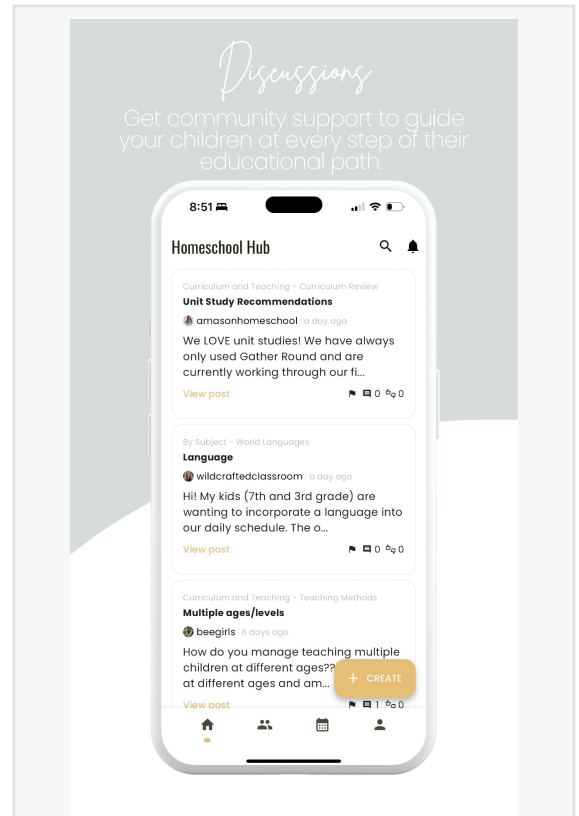 Discussions
Get community support to guide
your children at every step of their
educational path.
8:51
Homeschool Hub
Curriculum and Teaching - Curriculum Review
Unit Study Recommendations
amasonhomeschool a day ago
We LOVE unit studies! We have always
only used Gather Round and are
currently working through our fi...
View post 0 0
By Subject - World Languages
Language
wildcraftedclassroom a day ago
Hi! My kids (7th and 3rd grade) are
wanting to incorporate a language into
our daily schedule. The o...
View post 0 0
Curriculum and Teaching - Teaching Methods
Multiple ages/levels
beegirls 6 days ago
How do you manage teaching multiple
children at different ages??
at different ages and am...
+ CREATE
View post 1 0